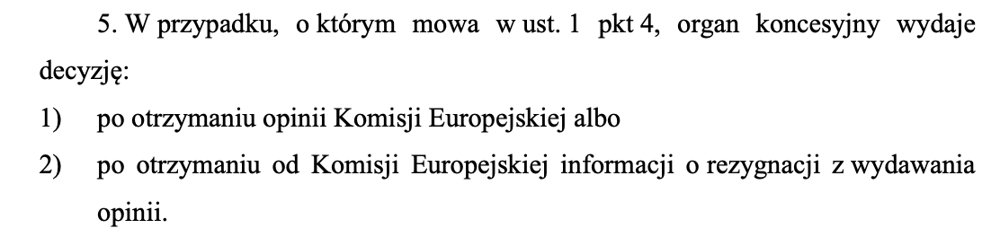 5. W przypadku, o którym mowa w ust. 1 pkt 4, organ koncesyjny wydaje
decyzję:
1) po otrzymaniu opinii Komisji Europejskiej albo
2) po otrzymaniu od Komisji Europejskiej informacji o rezygnacji z wydawania
opinii.